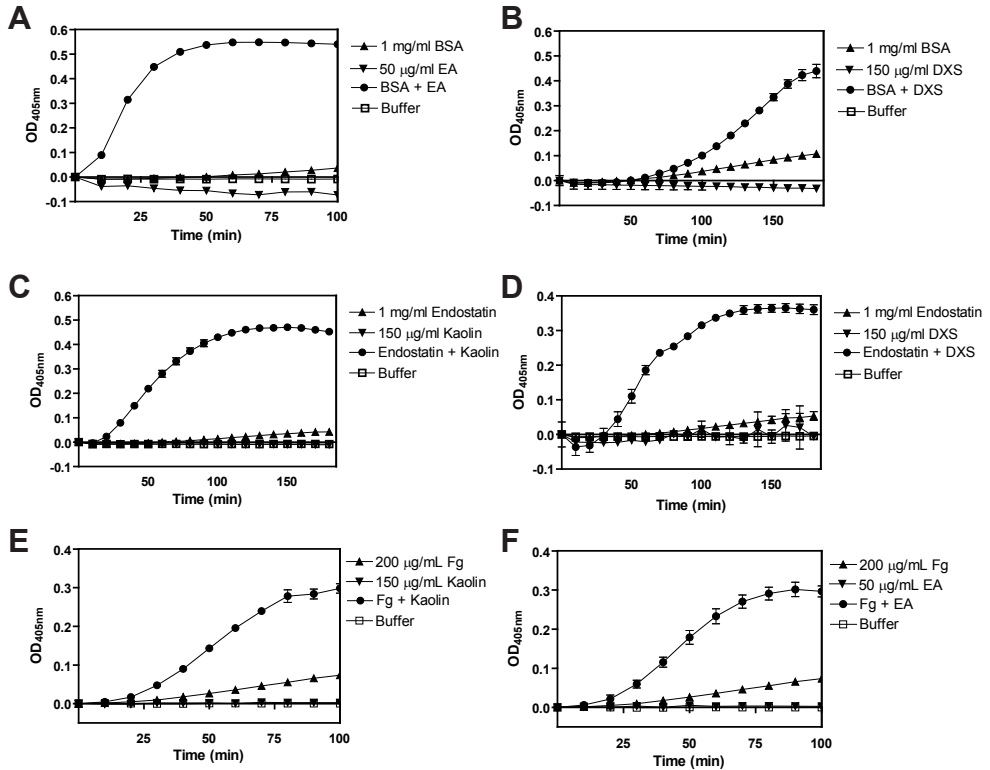 A
OD405nm
0.6
0.5
0.4
0.3
0.2
0.1
0.0
-0.1
25
50
75
100
Time (min)
1 mg/ml BSA
50 µg/ml EA
BSA + EA
Buffer
B
OD405nm
0.6
0.5
0.4
0.3
0.2
0.1
0.0
-0.1
50
100
150
Time (min)
1 mg/ml BSA
150 µg/ml DXS
BSA + DXS
Buffer
C
OD405nm
0.6
0.5
0.4
0.3
0.2
0.1
0.0
-0.1
50
100
150
Time (min)
1 mg/ml Endostatin
150 µg/ml Kaolin
Endostatin + Kaolin
Buffer
D
OD405nm
0.4
0.3
0.2
0.1
0.0
-0.1
50
100
150
Time (min)
1 mg/ml Endostatin
150 µg/ml DXS
Endostatin + DXS
Buffer
E
OD405nm
0.4
0.3
0.2
0.1
0.0
25
50
75
100
Time (min)
200 µg/mL Fg
150 µg/mL Kaolin
Fg + Kaolin
Buffer
F
OD405nm
0.4
0.3
0.2
0.1
0.0
25
50
75
100
Time (min)
200 µg/mL Fg
50 µg/mL EA
Fg + EA
Buffer